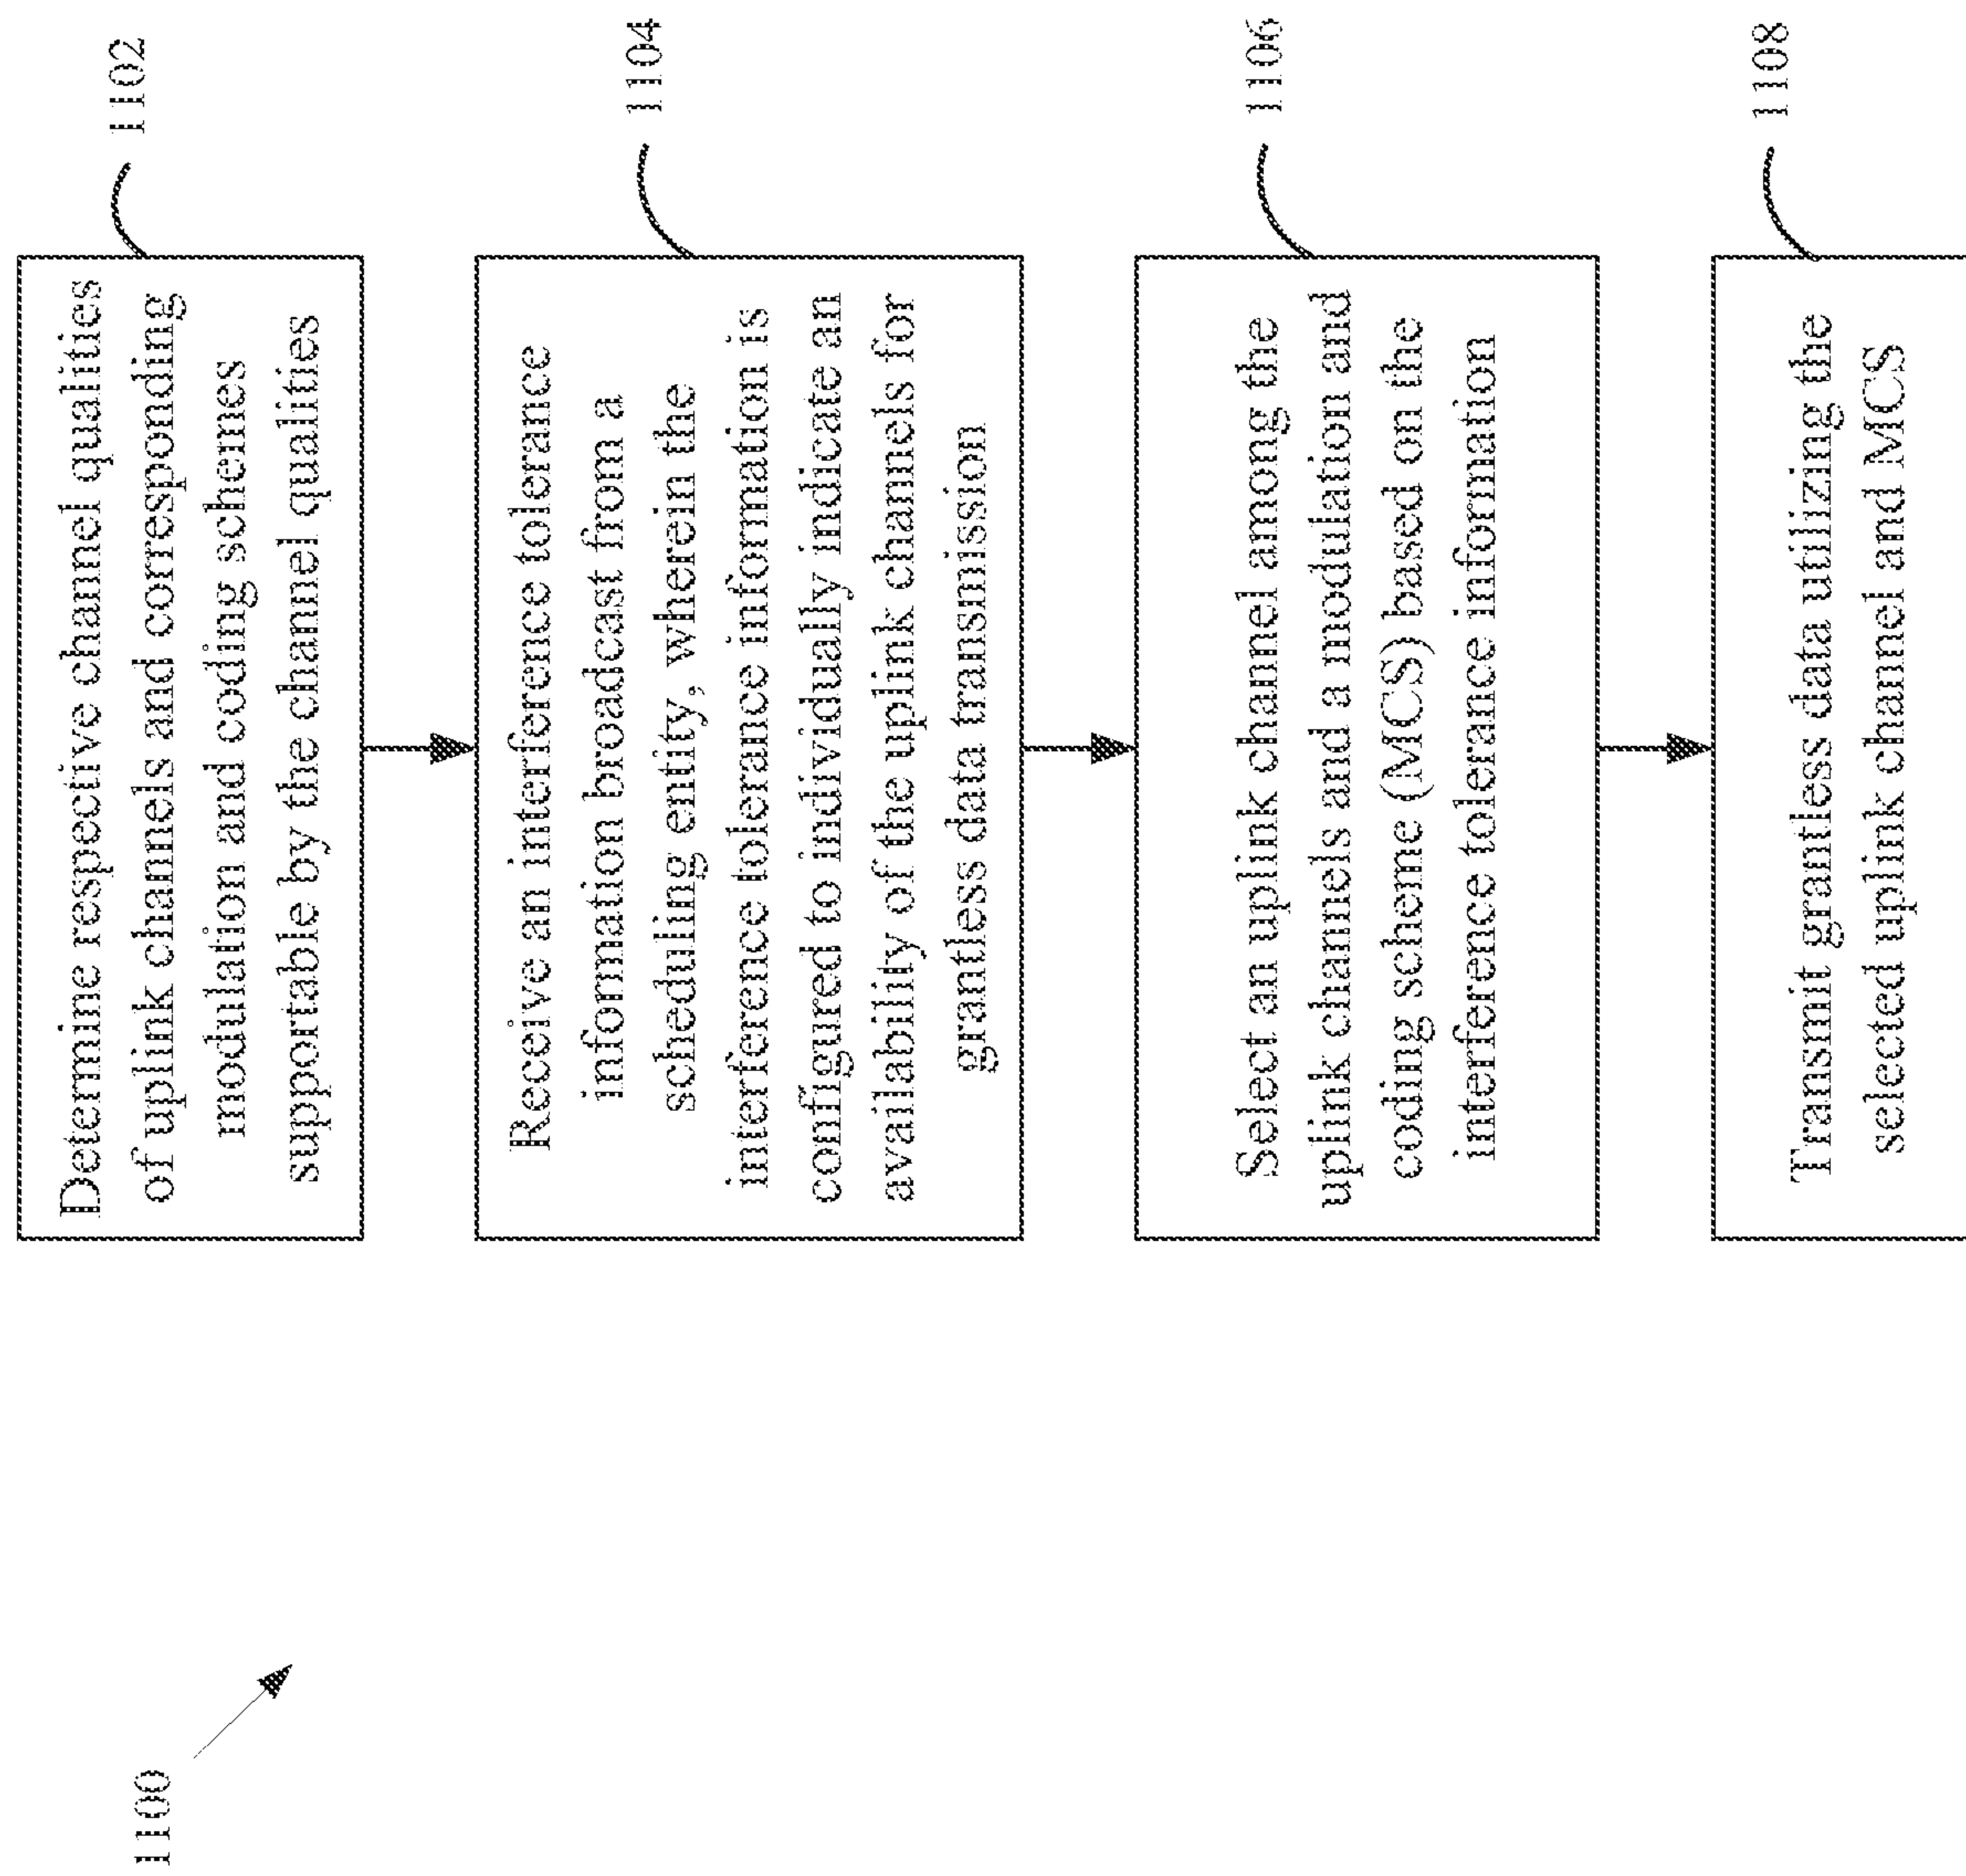 1100
Determine respective channel qualities
of uplink channels and corresponding
modulation and coding schemes
supportable by the channel qualities
1102
Receive an interference tolerance
information broadcast from a
scheduling entity, wherein the
interference tolerance information is
configured to individually indicate an
availability of the uplink channels for
grantless data transmission
1104
Select an uplink channel among the
uplink channels and a modulation and
coding scheme (MCS) based on the
interference tolerance information
1106
Transmit grantless data utilizing the
selected uplink channel and MCS
1108